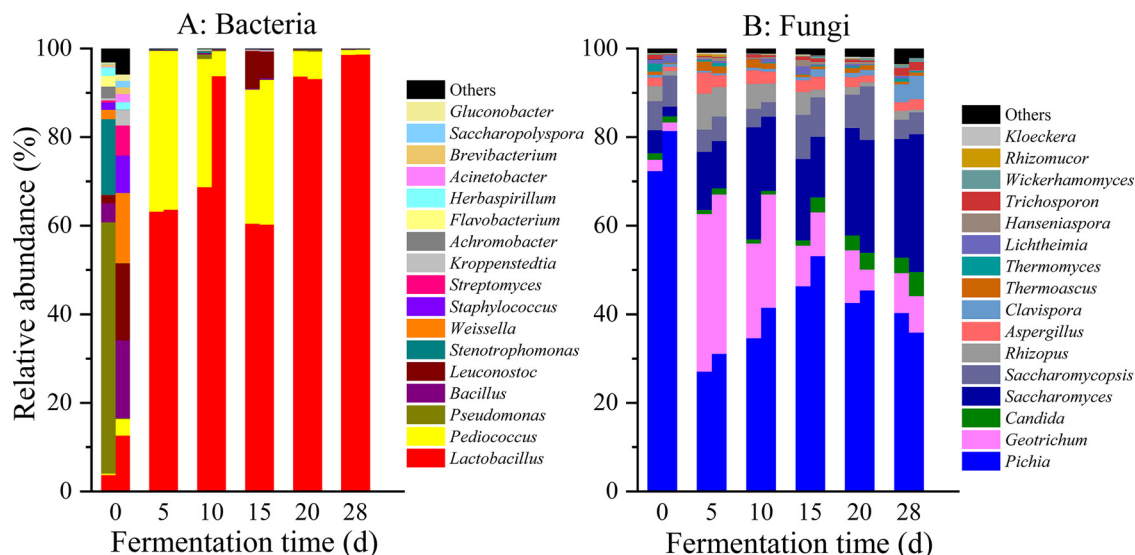 A: Bacteria
Relative abundance (%)
100
80
60
40
20
0
0 5 10 15 20 28
Fermentation time (d)
Others
Gluconobacter
Saccharopolyspora
Brevibacterium
Acinetobacter
Herbaspirillum
Flavobacterium
Achromobacter
Kroppenstedtia
Streptomyces
Staphylococcus
Weissella
Stenotrophomonas
Leuconostoc
Bacillus
Pseudomonas
Pediococcus
Lactobacillus
B: Fungi
100
80
60
40
20
0
0 5 10 15 20 28
Fermentation time (d)
Others
Kloeckera
Rhizomucor
Wickerhamomyces
Trichosporon
Hanseniaspora
Lichtheimia
Thermomyces
Thermoascus
Clavispora
Aspergillus
Rhizopus
Saccharomycopsis
Saccharomyces
Candida
Geotrichum
Pichia